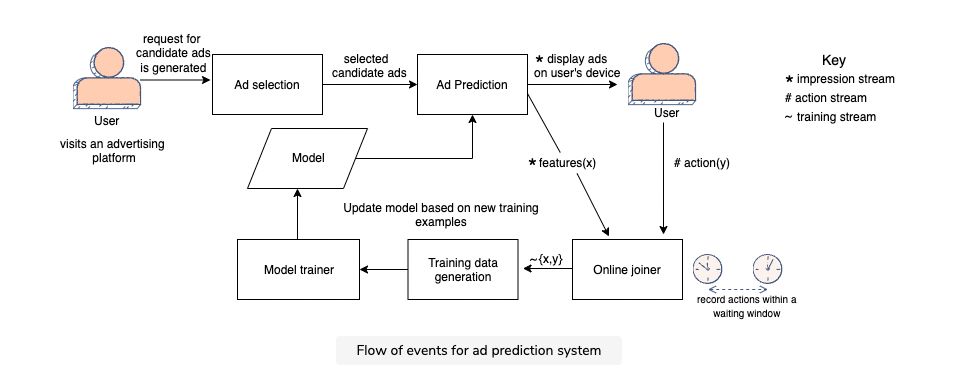 request for
candidate ads
is generated
User
visits an advertising
platform
Ad selection
selected
candidate ads
Ad Prediction
* display ads
on user's device
User
Key
* impression stream
# action stream
~ training stream
Model
* features(x)
# action(y)
Update model based on new training
examples
Model trainer
Training data
generation
~{x,y}
Online joiner
record actions within a
waiting window
Flow of events for ad prediction system